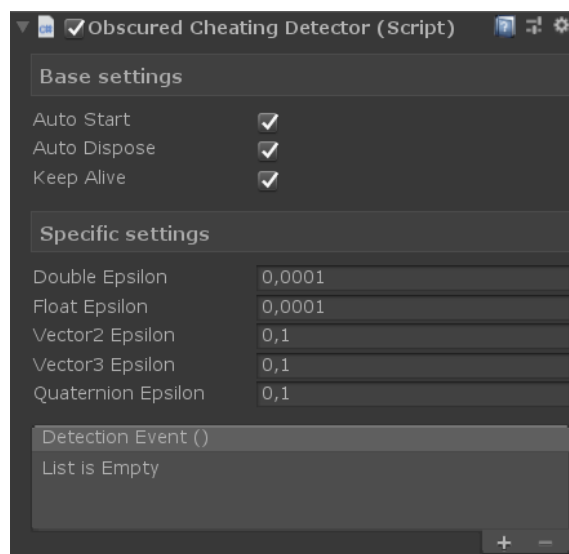 Obscured Cheating Detector (Script)
Base settings
Auto Start
Auto Dispose
Keep Alive
Specific settings
Double Epsilon 0,0001
Float Epsilon 0,0001
Vector2 Epsilon 0,1
Vector3 Epsilon 0,1
Quaternion Epsilon 0,1
Detection Event ()
List is Empty